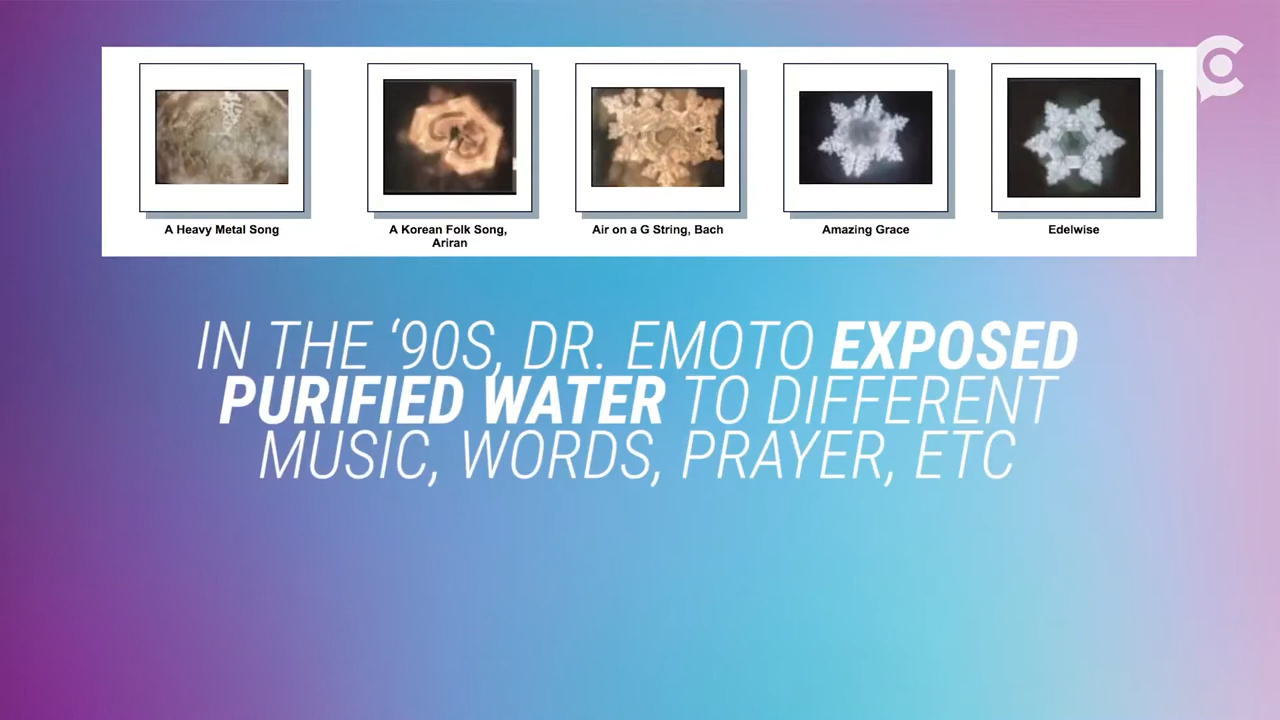 A Heavy Metal Song
A Korean Folk Song,
Ariran
Air on a G String, Bach
Amazing Grace
Edelwise
IN THE ‘90S, DR. EMOTO EXPOSED
PURIFIED WATER TO DIFFERENT
MUSIC, WORDS, PRAYER, ETC